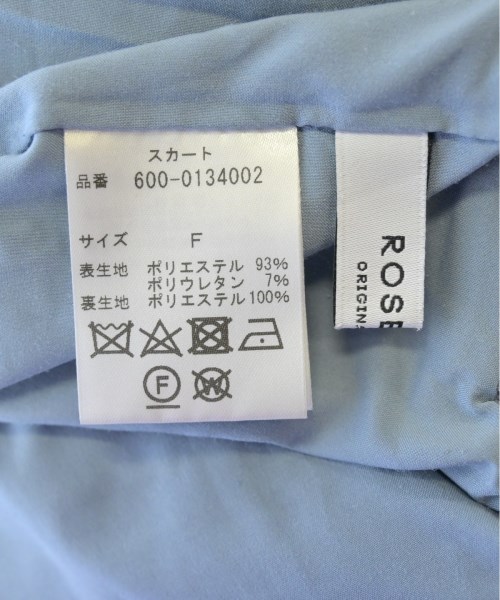 スカート
品番 600-0134002
サイズ F
表生地 ポリエステル 93%
ポリウレタン 7%
裏生地 ポリエステル 100%
F
W
ROSE